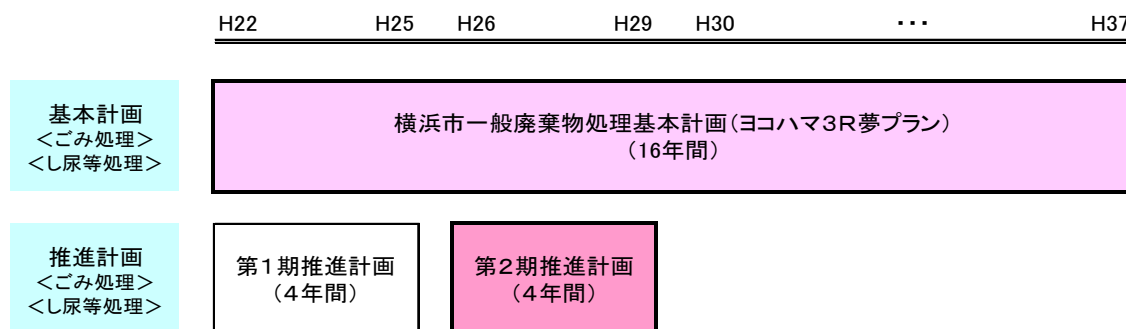 H22 H25 H26 H29 H30 ・・・ H37
基本計画
＜ごみ処理＞
＜し尿等処理＞
横浜市一般廃棄物処理基本計画（ヨコハマ３Ｒ夢プラン）
（16年間）
推進計画
＜ごみ処理＞
＜し尿等処理＞
第１期推進計画
（４年間）
第２期推進計画
（４年間）